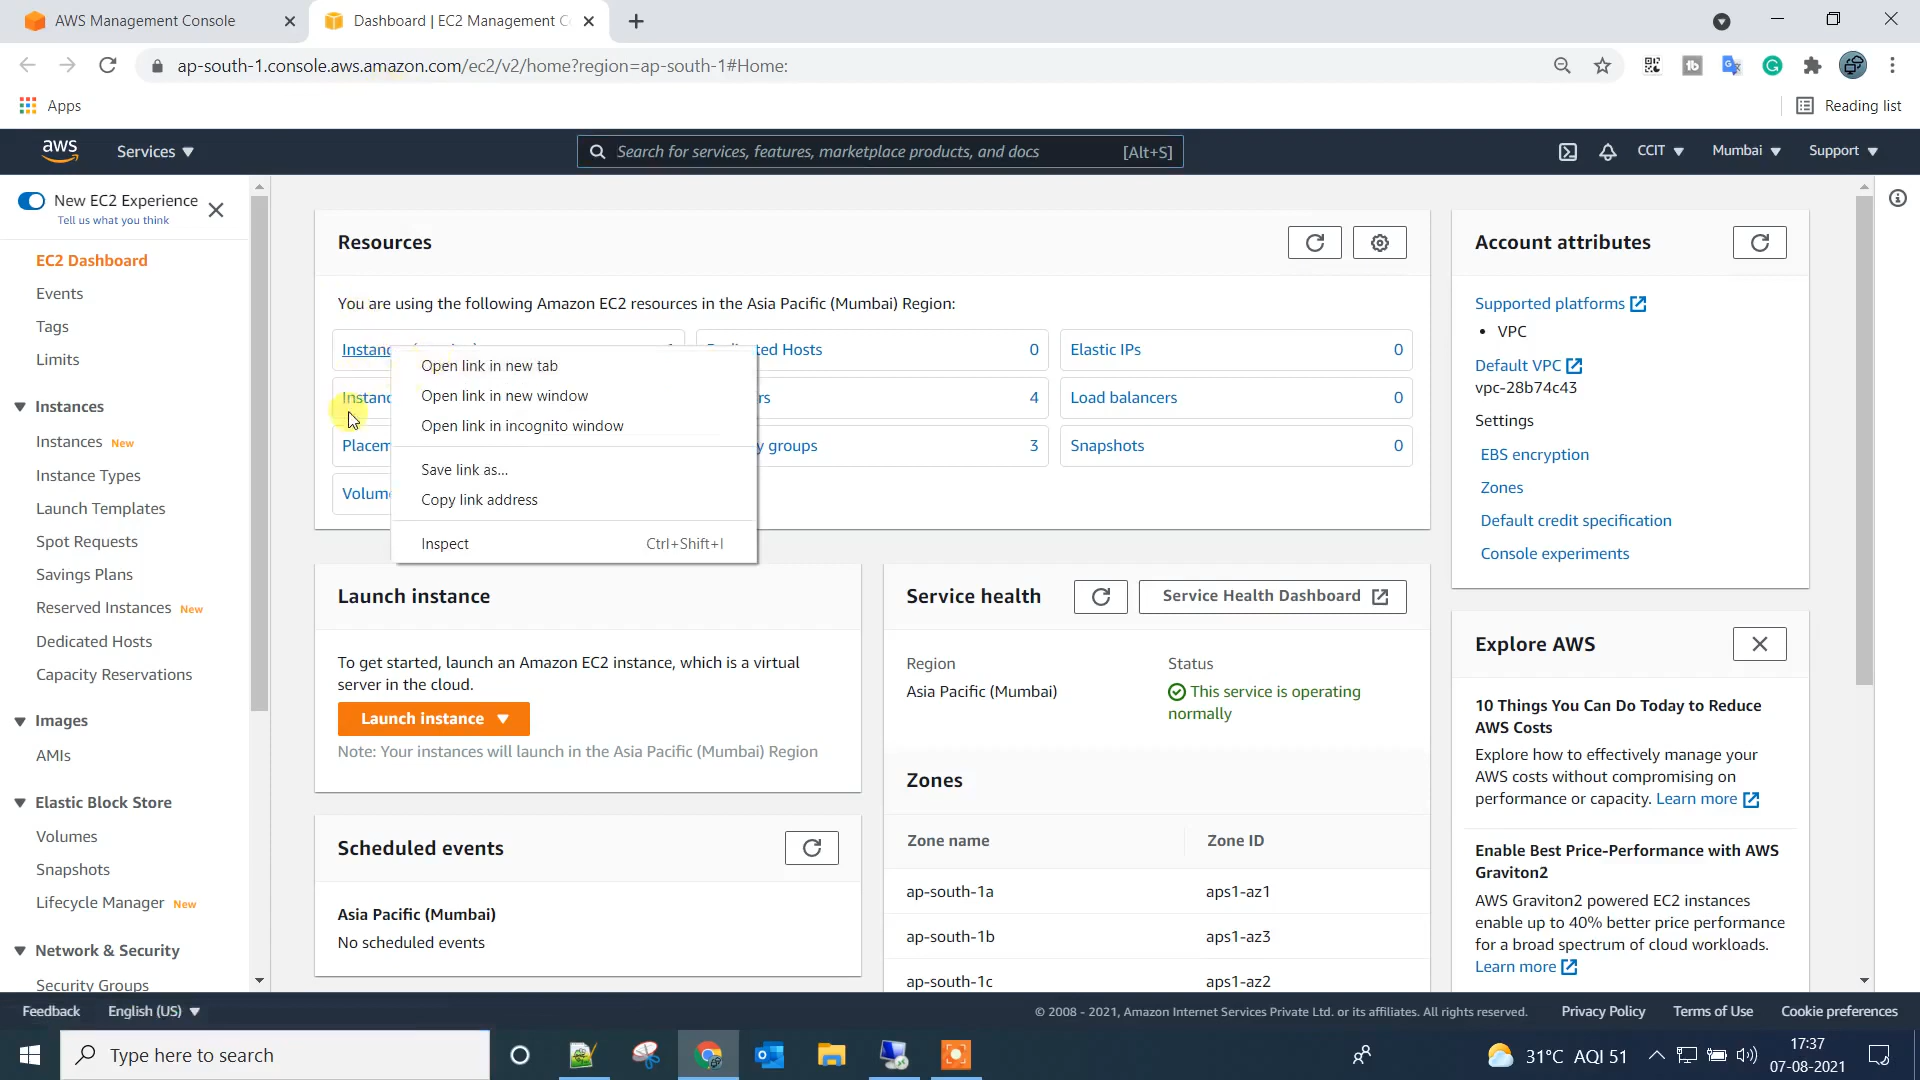 AWS Management Console
Dashboard | EC2 Management C
ap-south-1.console.aws.amazon.com/ec2/v2/home?region=ap-south-1#Home:
Apps
Reading list
aws
Services
Search for services, features, marketplace products, and docs
[Alt+S]
CCIT
Mumbai
Support
New EC2 Experience
Tell us what you think
EC2 Dashboard
Events
Tags
Limits
Instances
Instances New
Instance Types
Launch Templates
Spot Requests
Savings Plans
Reserved Instances New
Dedicated Hosts
Capacity Reservations
Images
AMIs
Elastic Block Store
Volumes
Snapshots
Lifecycle Manager New
Network & Security
Security Groups
Resources
You are using the following Amazon EC2 resources in the Asia Pacific (Mumbai) Region:
Instanc
ted Hosts 0
Elastic IPs 0
Instanc
rs 4
Load balancers 0
Placem
y groups 3
Snapshots 0
Volum
Open link in new tab
Open link in new window
Open link in incognito window
Save link as...
Copy link address
Inspect Ctrl+Shift+I
Launch instance
To get started, launch an Amazon EC2 instance, which is a virtual
server in the cloud.
Launch instance
Note: Your instances will launch in the Asia Pacific (Mumbai) Region
Scheduled events
Asia Pacific (Mumbai)
No scheduled events
Service health
Service Health Dashboard
Region
Status
Asia Pacific (Mumbai)
This service is operating
normally
Zones
Zone name Zone ID
ap-south-1a aps1-az1
ap-south-1b aps1-az3
ap-south-1c aps1-az2
Account attributes
Supported platforms
• VPC
Default VPC
vpc-28b74c43
Settings
EBS encryption
Zones
Default credit specification
Console experiments
Explore AWS
10 Things You Can Do Today to Reduce
AWS Costs
Explore how to effectively manage your
AWS costs without compromising on
performance or capacity. Learn more
Enable Best Price-Performance with AWS
Graviton2
AWS Graviton2 powered EC2 instances
enable up to 40% better price performance
for a broad spectrum of cloud workloads.
Learn more
Feedback
English (US)
© 2008 - 2021, Amazon Internet Services Private Ltd. or its affiliates. All rights reserved.
Privacy Policy
Terms of Use
Cookie preferences
Type here to search
31°C AQI 51
17:37
07-08-2021